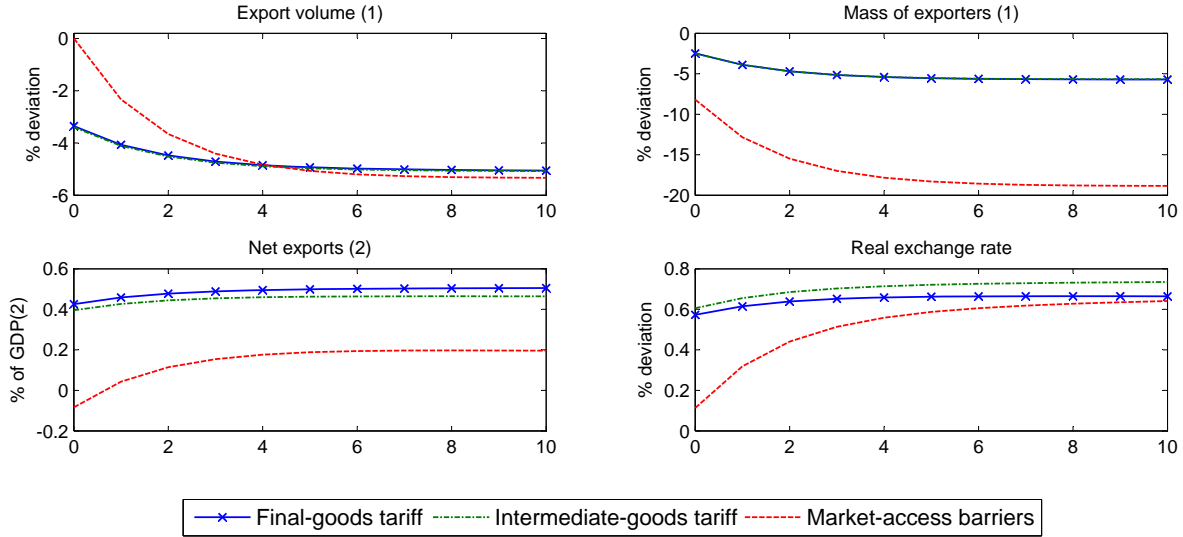 Export volume (1)
% deviation
0
-2
-4
-6
0 2 4 6 8 10
Mass of exporters (1)
% deviation
0
-5
-10
-15
-20
0 2 4 6 8 10
Net exports (2)
% of GDP(2)
0.6
0.4
0.2
0
-0.2
0 2 4 6 8 10
Real exchange rate
% deviation
0.8
0.6
0.4
0.2
0
0 2 4 6 8 10
Final-goods tariff Intermediate-goods tariff Market-access barriers